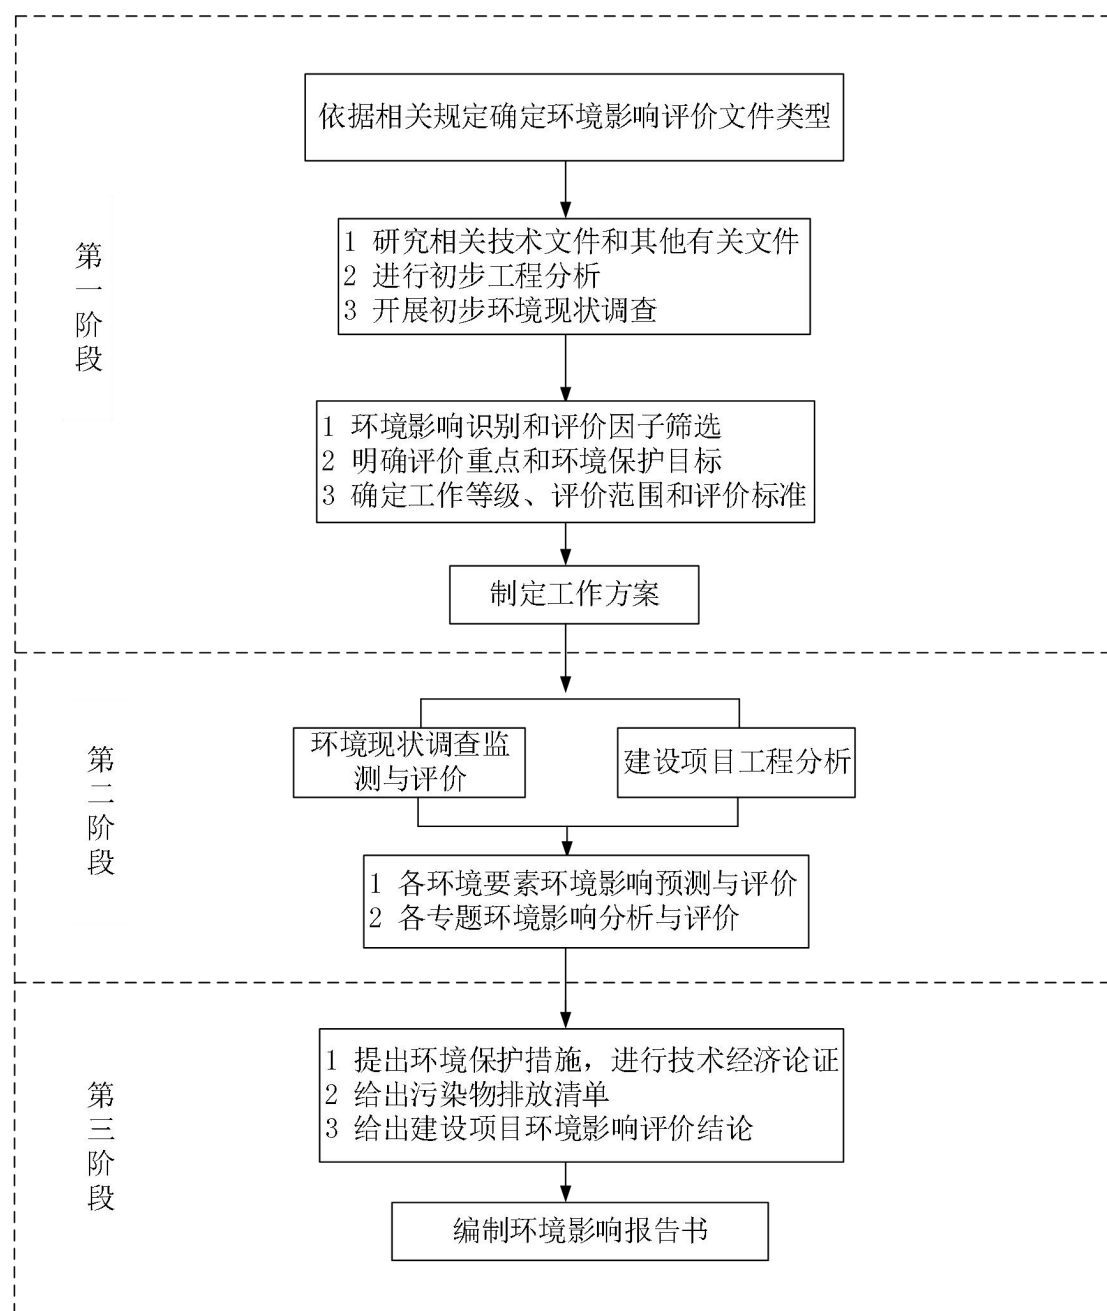 依据相关规定确定环境影响评价文件类型
第一阶段
1 研究相关技术文件和其他有关文件
2 进行初步工程分析
3 开展初步环境现状调查
1 环境影响识别和评价因子筛选
2 明确评价重点和环境保护目标
3 确定工作等级、评价范围和评价标准
制定工作方案
第二阶段
环境现状调查监
测与评价
建设项目工程分析
1 各环境要素环境影响预测与评价
2 各专题环境影响分析与评价
第三阶段
1 提出环境保护措施，进行技术经济论证
2 给出污染物排放清单
3 给出建设项目环境影响评价结论
编制环境影响报告书